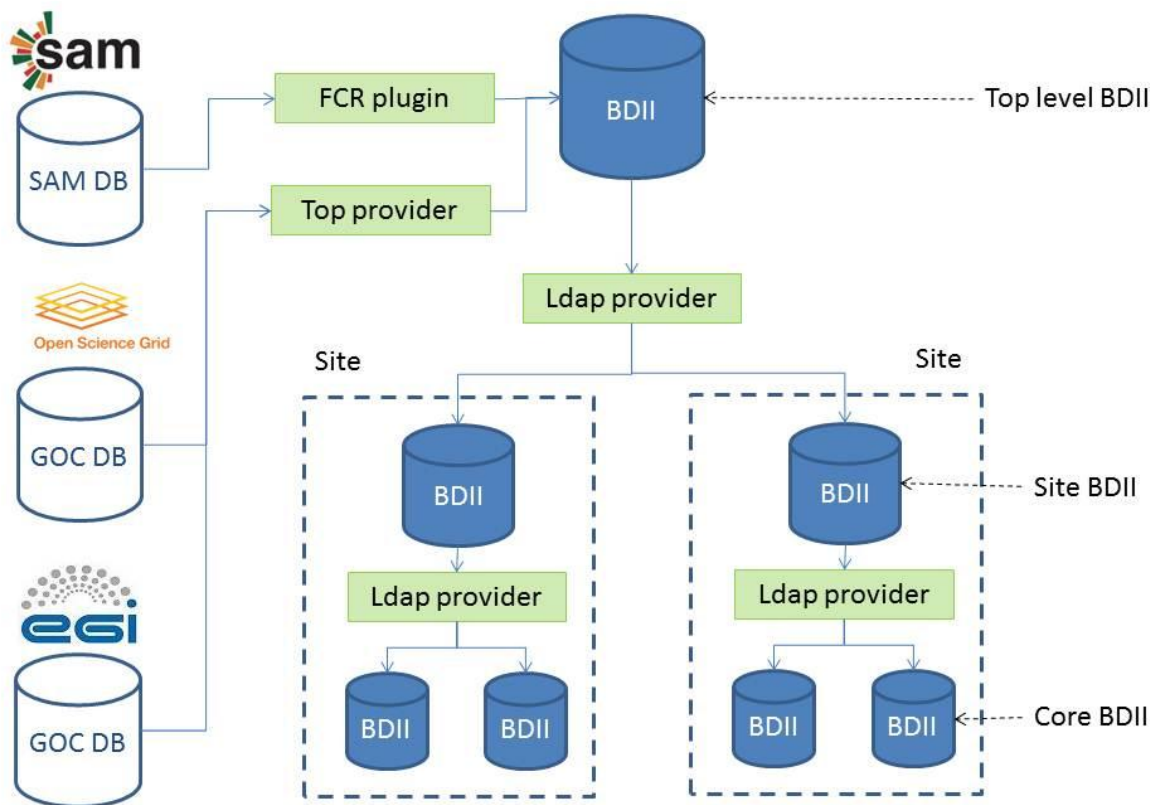 sam
SAM DB
FCR plugin
BDII
Top level BDII
Top provider
Open Science Grid
GOC DB
Ldap provider
Site
Site
BDII
BDII
Site BDII
egi
GOC DB
Ldap provider
Ldap provider
BDII
BDII
BDII
BDII
Core BDII